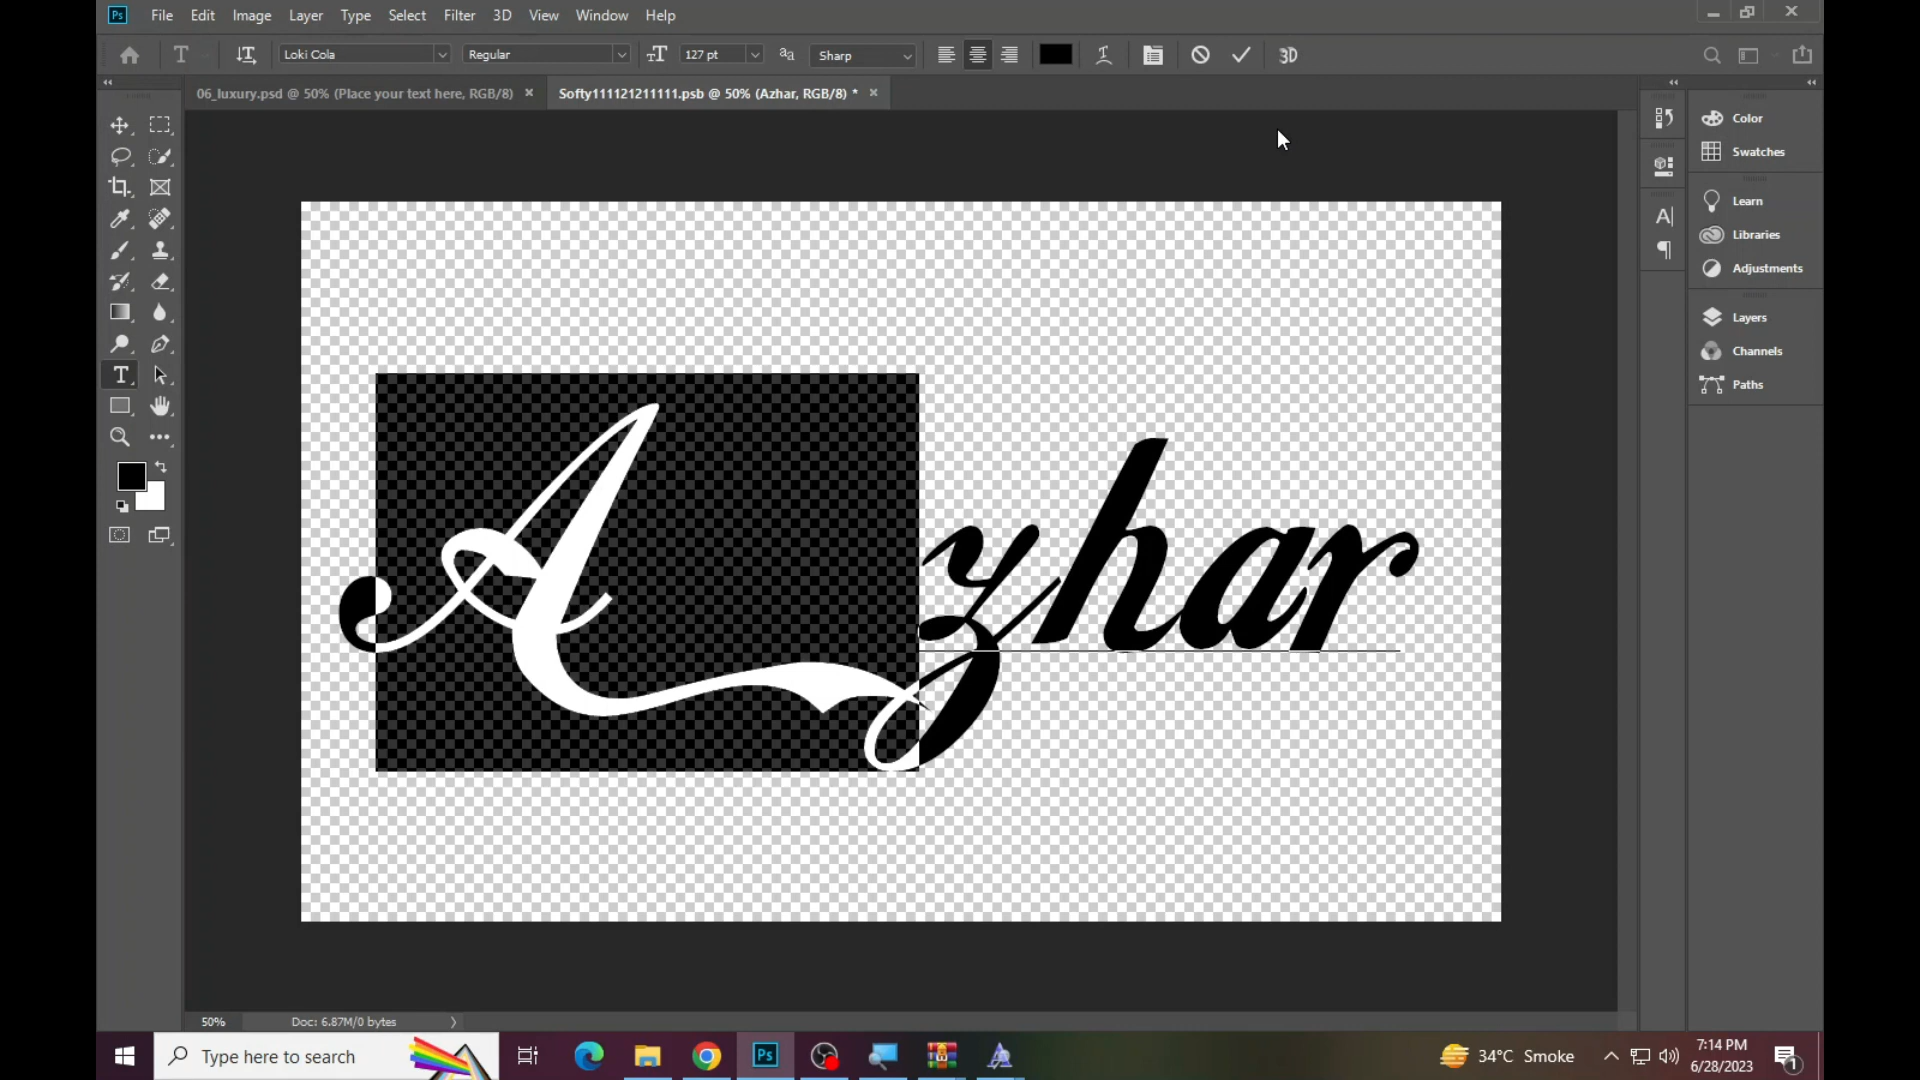 Ps File Edit Image Layer Type Select Filter 3D View Window Help
T Loki Cola Regular 127 pt aa Sharp 3D
06_luxury.psd @ 50% (Place your text here, RGB/8) × Softy111121211111.psb @ 50% (Azhar, RGB/8) * ×
Color
Swatches
Learn
Libraries
Adjustments
Layers
Channels
Paths
Azhar
50% Doc: 6.87M/0 bytes
Type here to search
Ps
34°C Smoke
7:14 PM
6/28/2023
1